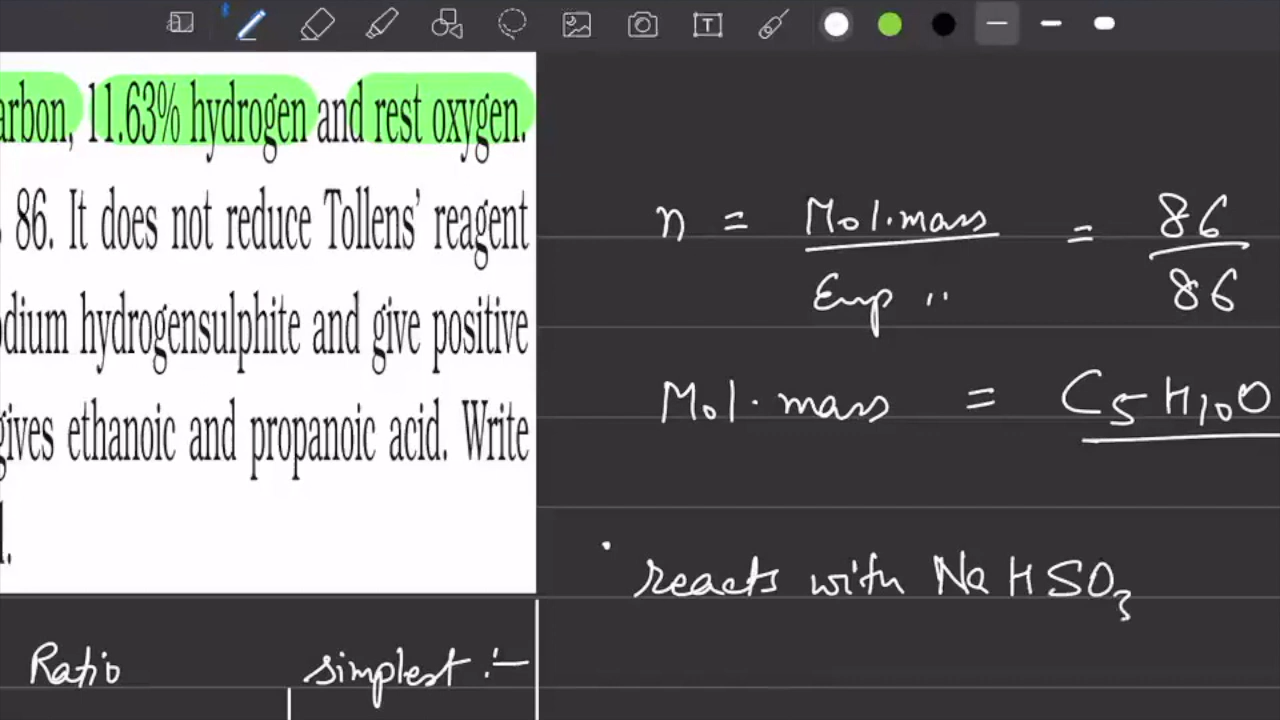 arbon, 11.63% hydrogen and rest oxygen.
86. It does not reduce Tollens’ reagent
dium hydrogensulphite and give positive
gives ethanoic and propanoic acid. Write
n = Mol.mass / Emp ,, = 86 / 86
Mol. mass = C5H10O
reacts with NaHSO3
Ratio simplest :-
T